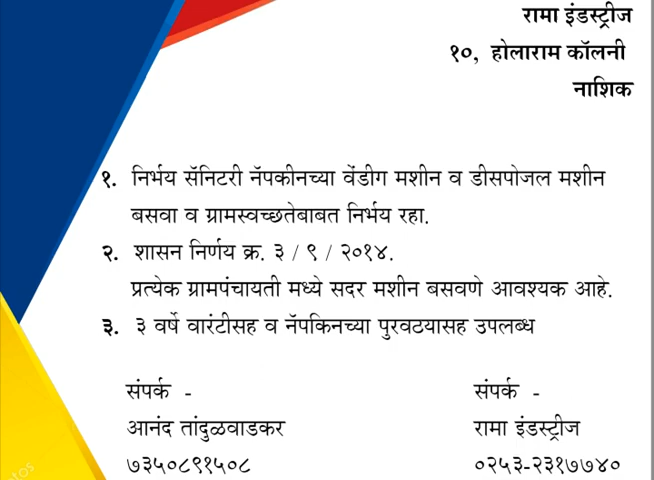 रामा इंडस्ट्रीज
१०, होलाराम कॉलनी
नाशिक
१. निर्भय सॅनिटरी नॅपकीनच्या वेंडीग मशीन व डीसपोजल मशीन
बसवा व ग्रामस्वच्छतेबाबत निर्भय रहा.
२. शासन निर्णय क्र. ३ / ९ / २०१४.
प्रत्येक ग्रामपंचायती मध्ये सदर मशीन बसवणे आवश्यक आहे.
३. ३ वर्षे वारंटीसह व नॅपकिनच्या पुरवठयासह उपलब्ध
संपर्क -
आनंद तांदुळवाडकर
७३५०८९१५०८
संपर्क -
रामा इंडस्ट्रीज
०२५३-२३१७७४०